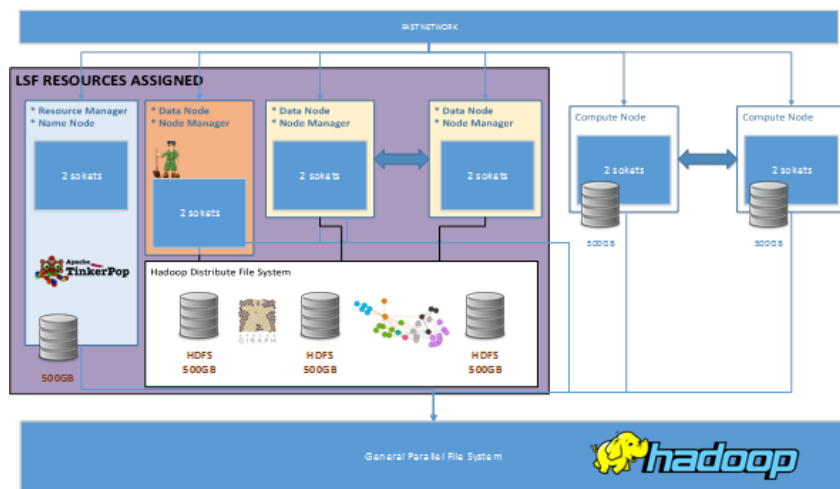 FAST NETWORK
LSF RESOURCES ASSIGNED
* Resource Manager
* Name Node
2 sokets
Apache
TinkerPop
500GB
* Data Node
* Node Manager
2 sokets
* Data Node
* Node Manager
2 sokets
* Data Node
* Node Manager
2 sokets
Compute Node
2 sokets
500GB
Compute Node
2 sokets
500GB
Hadoop Distribute File System
HDFS
500GB
APACHE
GIRAPH
HDFS
500GB
HDFS
500GB
General Parallel File System
hadoop